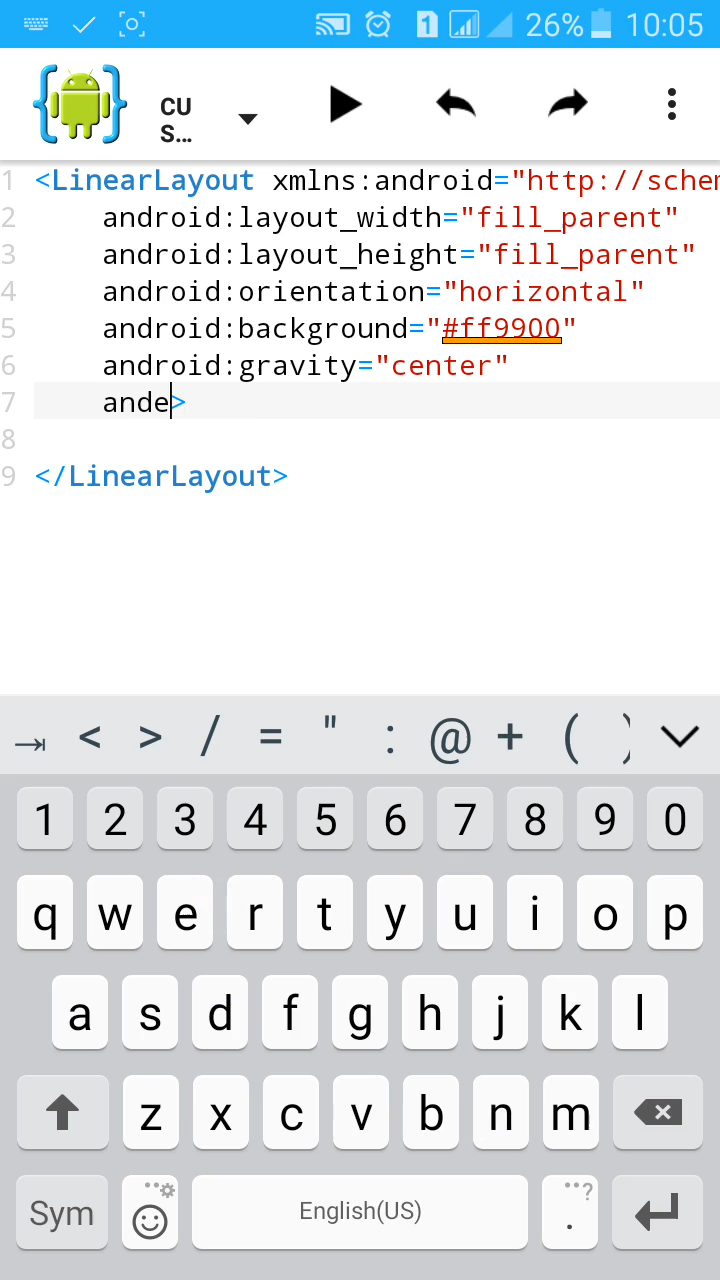 26% 10:05
CU
S...
1 <LinearLayout xmlns:android="http://schem
2 android:layout_width="fill_parent"
3 android:layout_height="fill_parent"
4 android:orientation="horizontal"
5 android:background="#ff9900"
6 android:gravity="center"
7 ande>
8
9 </LinearLayout>
< > / = " : @ + ( )
1 2 3 4 5 6 7 8 9 0
q w e r t y u i o p
a s d f g h j k l
z x c v b n m
Sym English(US) . ?